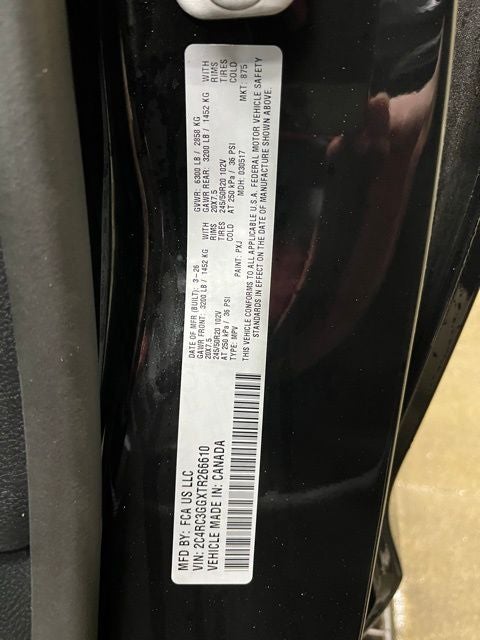 MFD BY: FCA US LLC
VIN: 2C4RC3GGXTR266610
VEHICLE MADE IN: CANADA
DATE OF MFR (BUILT): 3-26 GVWR: 6300 LB / 2858 KG
GAWR FRONT: 3200 LB / 1452 KG WITH GAWR REAR: 3200 LB / 1452 KG WITH
20X7.5 RIMS 20X7.5 RIMS
245/50R20 102V TIRES 245/50R20 102V TIRES
AT 250 kPa / 36 PSI COLD AT 250 kPa / 36 PSI COLD
TYPE: MPV PAINT: PXJ MDH: 030517 MKT: 875
THIS VEHICLE CONFORMS TO ALL APPLICABLE U.S.A. FEDERAL MOTOR VEHICLE SAFETY
STANDARDS IN EFFECT ON THE DATE OF MANUFACTURE SHOWN ABOVE.